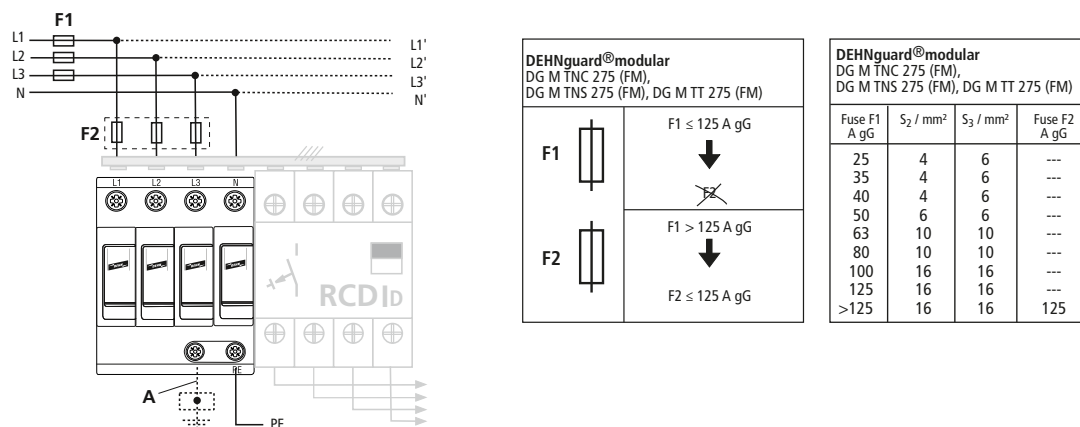 F1
L1
L2
L3
N
L1'
L2'
L3'
N'
F2
L1 L2 L3 N
RCD ID
PE
A
PE
DEHNguard®modular
DG M TNC 275 (FM),
DG M TNS 275 (FM), DG M TT 275 (FM)
F1
F1 ≤ 125 A gG
F2
F2
F1 > 125 A gG
F2 ≤ 125 A gG
DEHNguard®modular
DG M TNC 275 (FM),
DG M TNS 275 (FM), DG M TT 275 (FM)
Fuse F1 A gG S2 / mm² S3 / mm² Fuse F2 A gG
25 4 6 ---
35 4 6 ---
40 4 6 ---
50 6 6 ---
63 10 10 ---
80 10 10 ---
100 16 16 ---
125 16 16 ---
>125 16 16 125